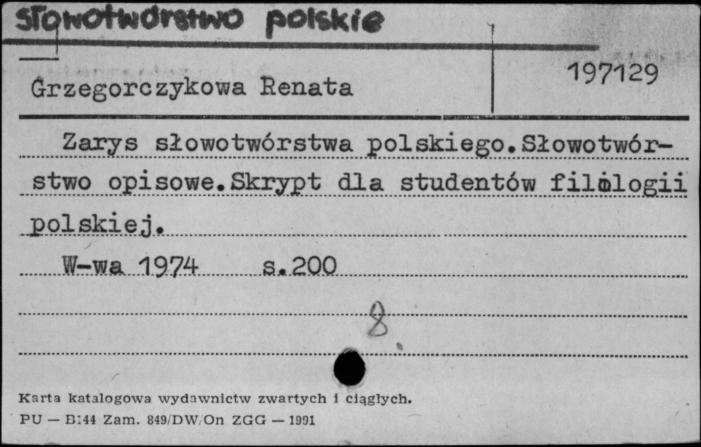 słowotwórstwo polskie
197129
Grzegorczykowa Renata
Zarys słowotwórstwa polskiego.Słowotwór-
stwo opisowe.Skrypt dla studentów filologii
polskiej.
W-wa 1974 s.200
8
Karta katalogowa wydawnictw zwartych i ciągłych.
PU — B144 Zam. 849/DW/On ZGG — 1991